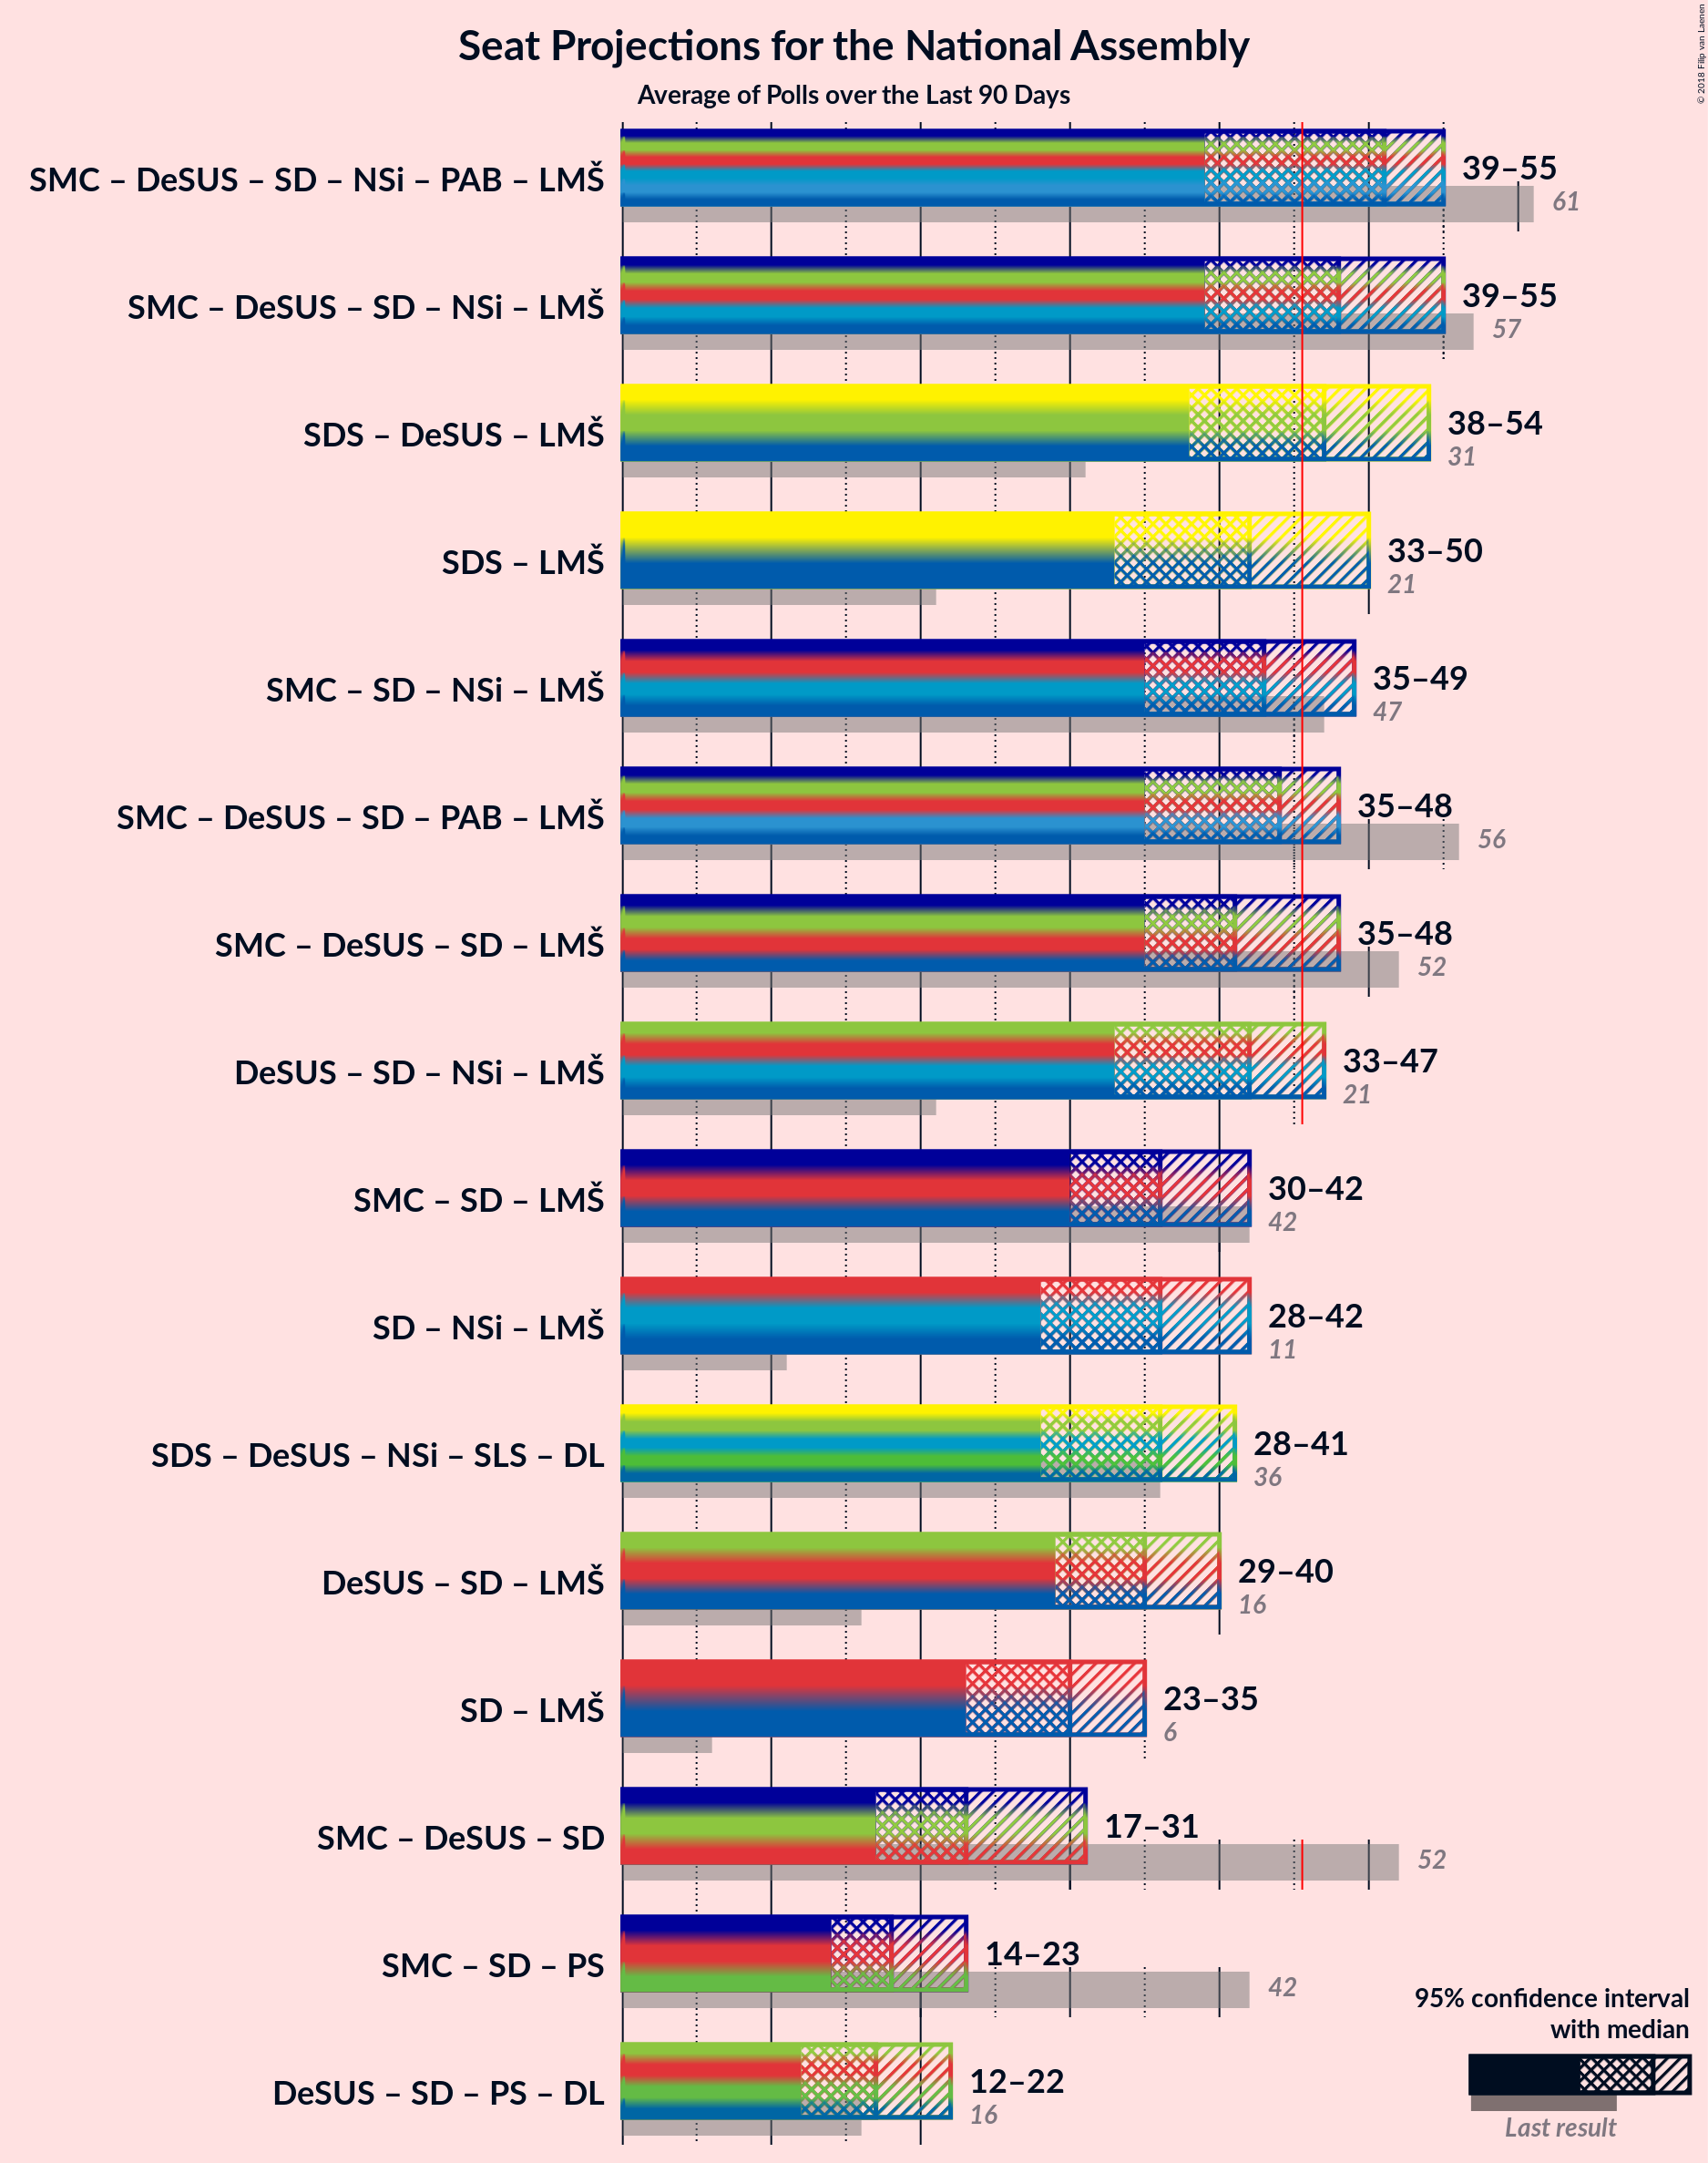 © 2018 Filip van Laenen
Seat Projections for the National Assembly
Average of Polls over the Last 90 Days
SMC – DeSUS – SD – NSi – PAB – LMŠ
39–55
61
SMC – DeSUS – SD – NSi – LMŠ
39–55
57
SDS – DeSUS – LMŠ
38–54
31
SDS – LMŠ
33–50
21
SMC – SD – NSi – LMŠ
35–49
47
SMC – DeSUS – SD – PAB – LMŠ
35–48
56
SMC – DeSUS – SD – LMŠ
35–48
52
DeSUS – SD – NSi – LMŠ
33–47
21
SMC – SD – LMŠ
30–42
42
SD – NSi – LMŠ
28–42
11
SDS – DeSUS – NSi – SLS – DL
28–41
36
DeSUS – SD – LMŠ
29–40
16
SD – LMŠ
23–35
6
SMC – DeSUS – SD
17–31
52
SMC – SD – PS
14–23
42
DeSUS – SD – PS – DL
12–22
16
95% confidence interval
with median
Last result